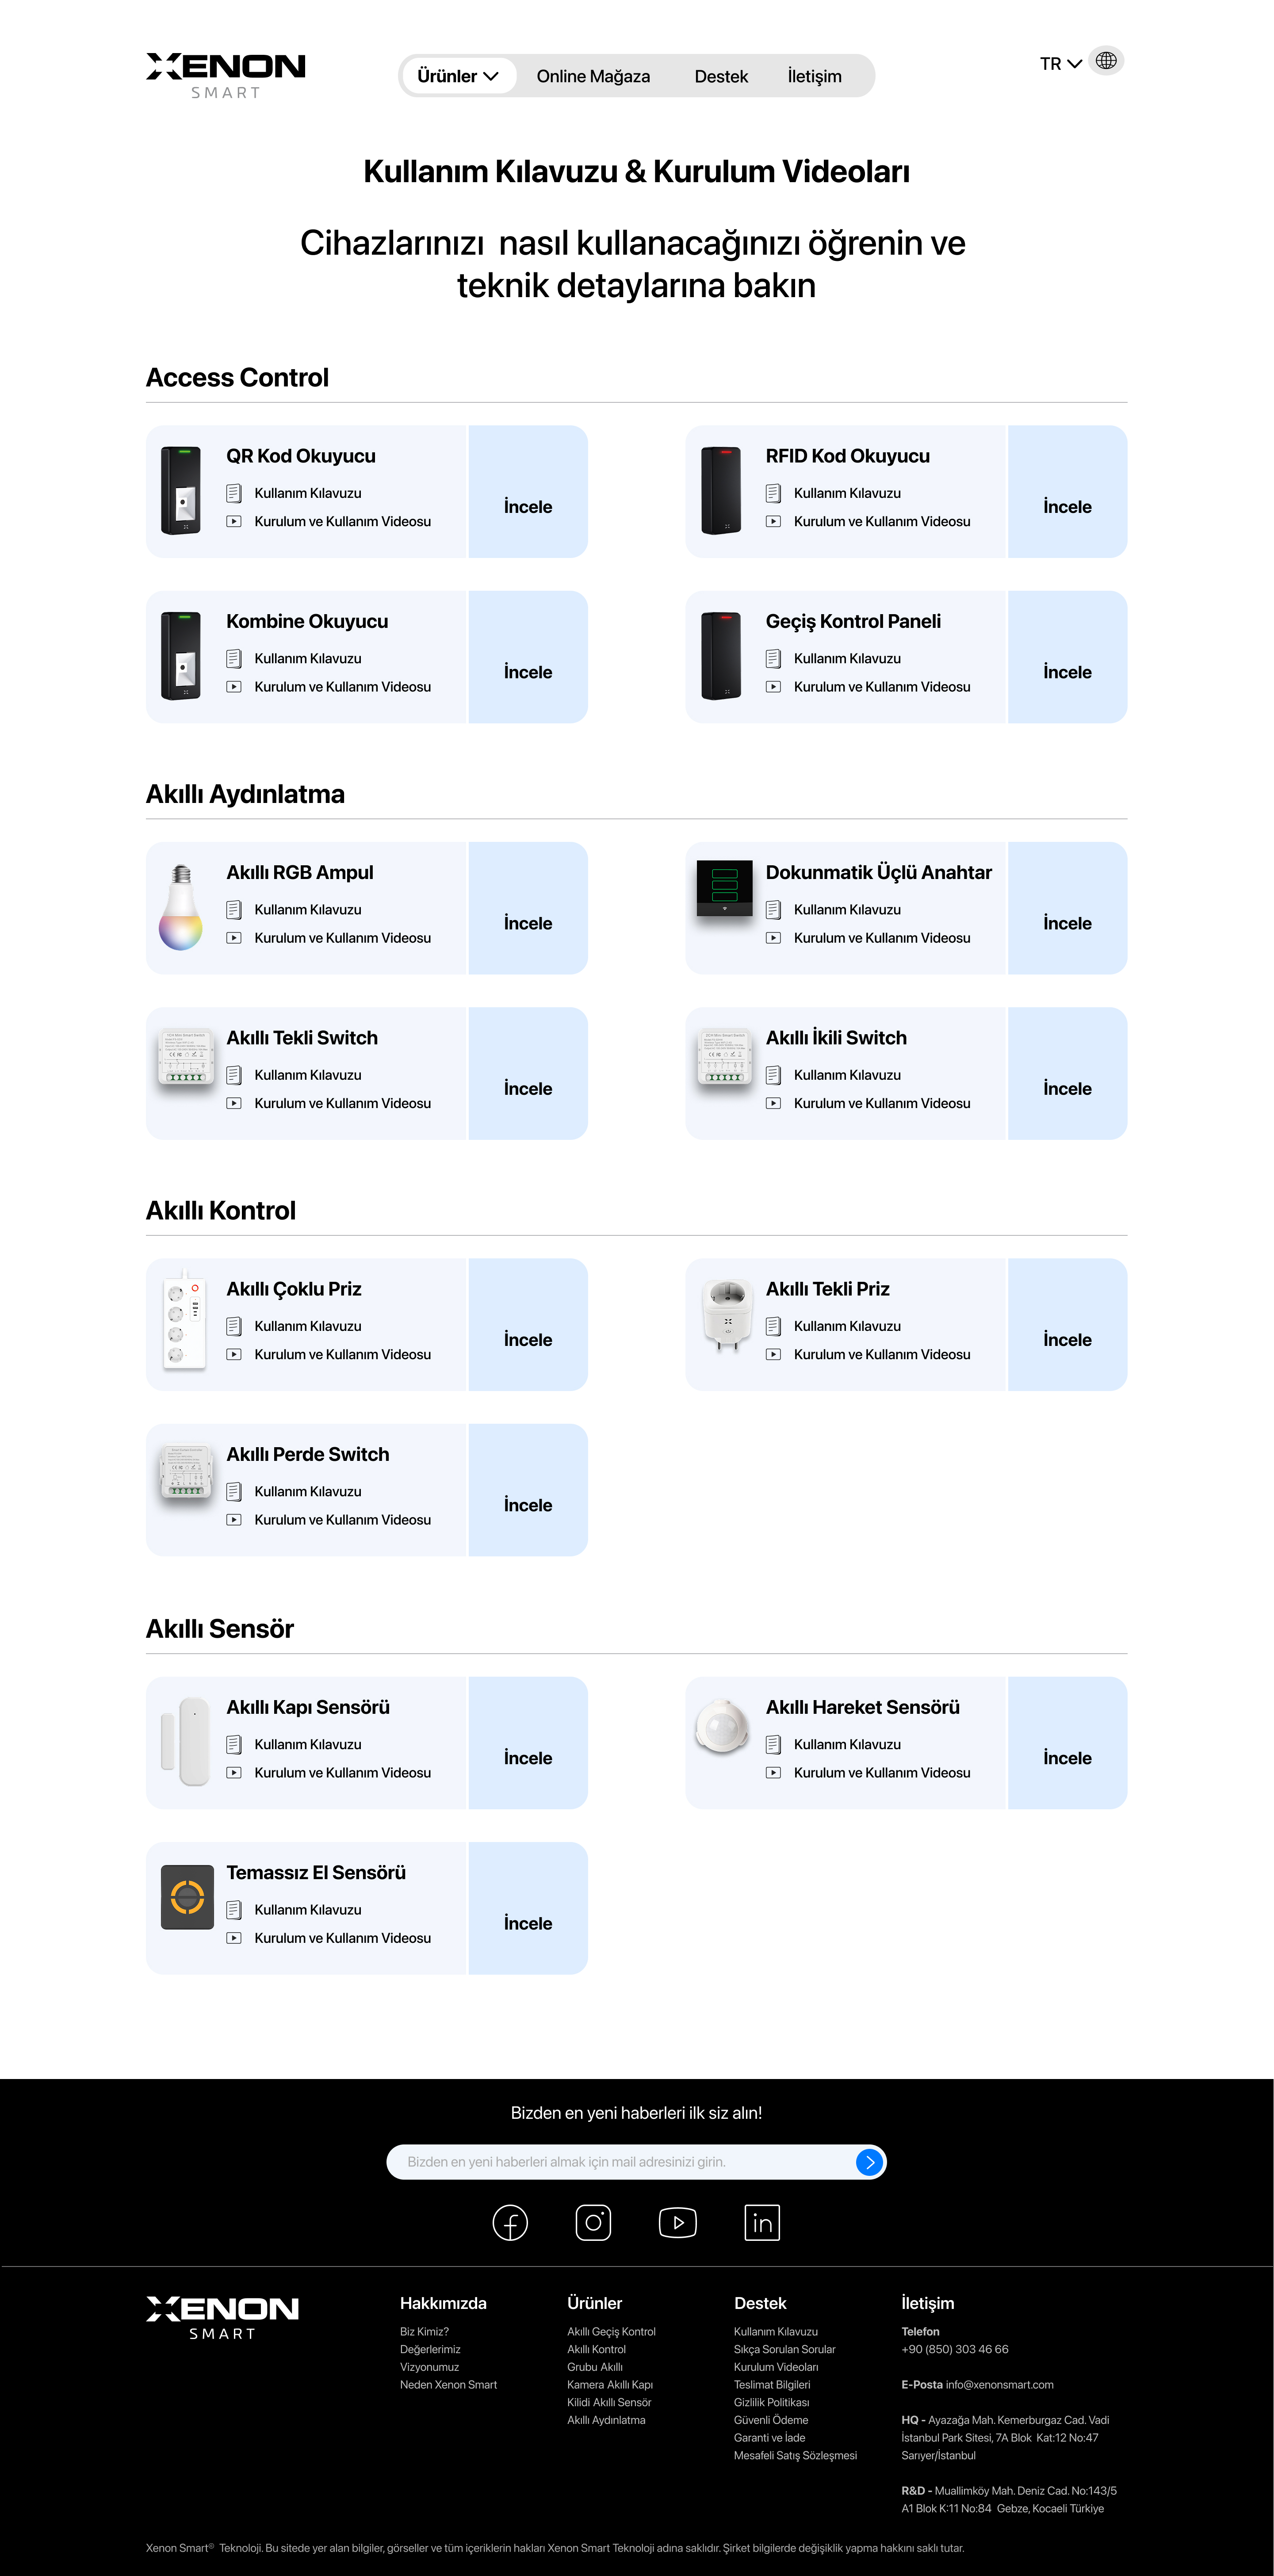 XENON
SMART
Ürünler
Online Mağaza
Destek
İletişim
TR
Kullanım Kılavuzu & Kurulum Videoları
Cihazlarınızı nasıl kullanacağınızı öğrenin ve
teknik detaylarına bakın
Access Control
QR Kod Okuyucu
Kullanım Kılavuzu
Kurulum ve Kullanım Videosu
İncele
RFID Kod Okuyucu
Kullanım Kılavuzu
Kurulum ve Kullanım Videosu
İncele
Kombine Okuyucu
Kullanım Kılavuzu
Kurulum ve Kullanım Videosu
İncele
Geçiş Kontrol Paneli
Kullanım Kılavuzu
Kurulum ve Kullanım Videosu
İncele
Akıllı Aydınlatma
Akıllı RGB Ampul
Kullanım Kılavuzu
Kurulum ve Kullanım Videosu
İncele
Dokunmatik Üçlü Anahtar
Kullanım Kılavuzu
Kurulum ve Kullanım Videosu
İncele
Akıllı Tekli Switch
Kullanım Kılavuzu
Kurulum ve Kullanım Videosu
İncele
Akıllı İkili Switch
Kullanım Kılavuzu
Kurulum ve Kullanım Videosu
İncele
Akıllı Kontrol
Akıllı Çoklu Priz
Kullanım Kılavuzu
Kurulum ve Kullanım Videosu
İncele
Akıllı Tekli Priz
Kullanım Kılavuzu
Kurulum ve Kullanım Videosu
İncele
Akıllı Perde Switch
Kullanım Kılavuzu
Kurulum ve Kullanım Videosu
İncele
Akıllı Sensör
Akıllı Kapı Sensörü
Kullanım Kılavuzu
Kurulum ve Kullanım Videosu
İncele
Akıllı Hareket Sensörü
Kullanım Kılavuzu
Kurulum ve Kullanım Videosu
İncele
Temassız El Sensörü
Kullanım Kılavuzu
Kurulum ve Kullanım Videosu
İncele
Bizden en yeni haberleri ilk siz alın!
Bizden en yeni haberleri almak için mail adresinizi girin.
in
XENON
SMART
Hakkımızda
Biz Kimiz?
Değerlerimiz
Vizyonumuz
Neden Xenon Smart
Ürünler
Akıllı Geçiş Kontrol
Akıllı Kontrol
Grubu Akıllı
Kamera Akıllı Kapı
Kilidi Akıllı Sensör
Akıllı Aydınlatma
Destek
Kullanım Kılavuzu
Sıkça Sorulan Sorular
Kurulum Videoları
Teslimat Bilgileri
Gizlilik Politikası
Güvenli Ödeme
Garanti ve İade
Mesafeli Satış Sözleşmesi
İletişim
Telefon
+90 (850) 303 46 66
E-Posta info@xenonsmart.com
HQ - Ayazağa Mah. Kemerburgaz Cad. Vadi
İstanbul Park Sitesi, 7A Blok Kat:12 No:47
Sarıyer/İstanbul
R&D - Muallimköy Mah. Deniz Cad. No:143/5
A1 Blok K:11 No:84 Gebze, Kocaeli Türkiye
Xenon Smart® Teknoloji. Bu sitede yer alan bilgiler, görseller ve tüm içeriklerin hakları Xenon Smart Teknoloji adına saklıdır. Şirket bilgilerde değişiklik yapma hakkını saklı tutar.